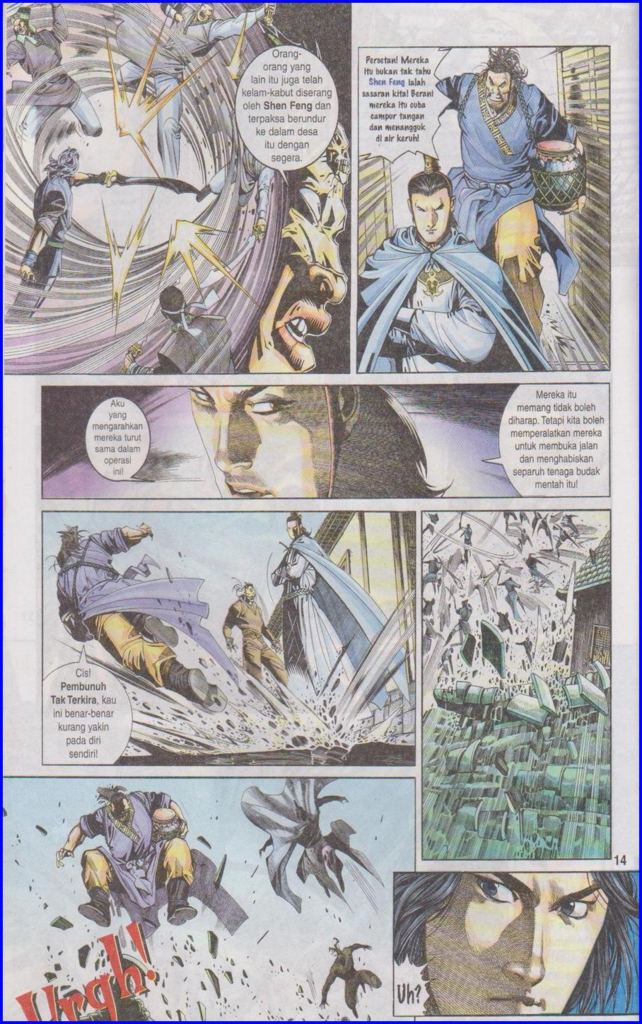 Orang-
orang yang
lain itu juga telah
kelam-kabut diserang
oleh Shen Feng dan
terpaksa berundur
ke dalam desa
itu dengan
segera.
Persetan! Mereka
itu bukan tak tahu
Shen Feng ialah
sasaran kita! Berani
mereka itu cuba
campur tangan
dan menangguk
di air keruh!
Aku
yang
mengarahkan
mereka turut
sama dalam
operasi
ini!
Mereka itu
memang tidak boleh
diharap. Tetapi kita boleh
memperalatkan mereka
untuk membuka jalan
dan menghabiskan
separuh tenaga budak
mentah itu!
Cis!
Pembunuh
Tak Terkira, kau
ini benar-benar
kurang yakin
pada diri
sendiri!
14
Urgh!
Uh?